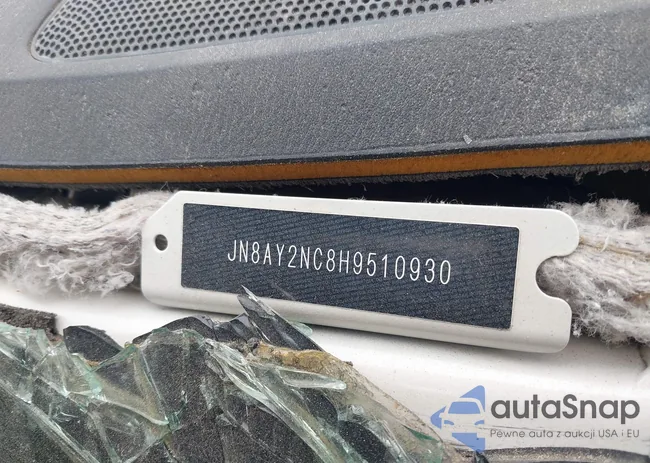 JN8AY2NC8H9510930
autaSnap
Pewne auta z aukcji USA i EU